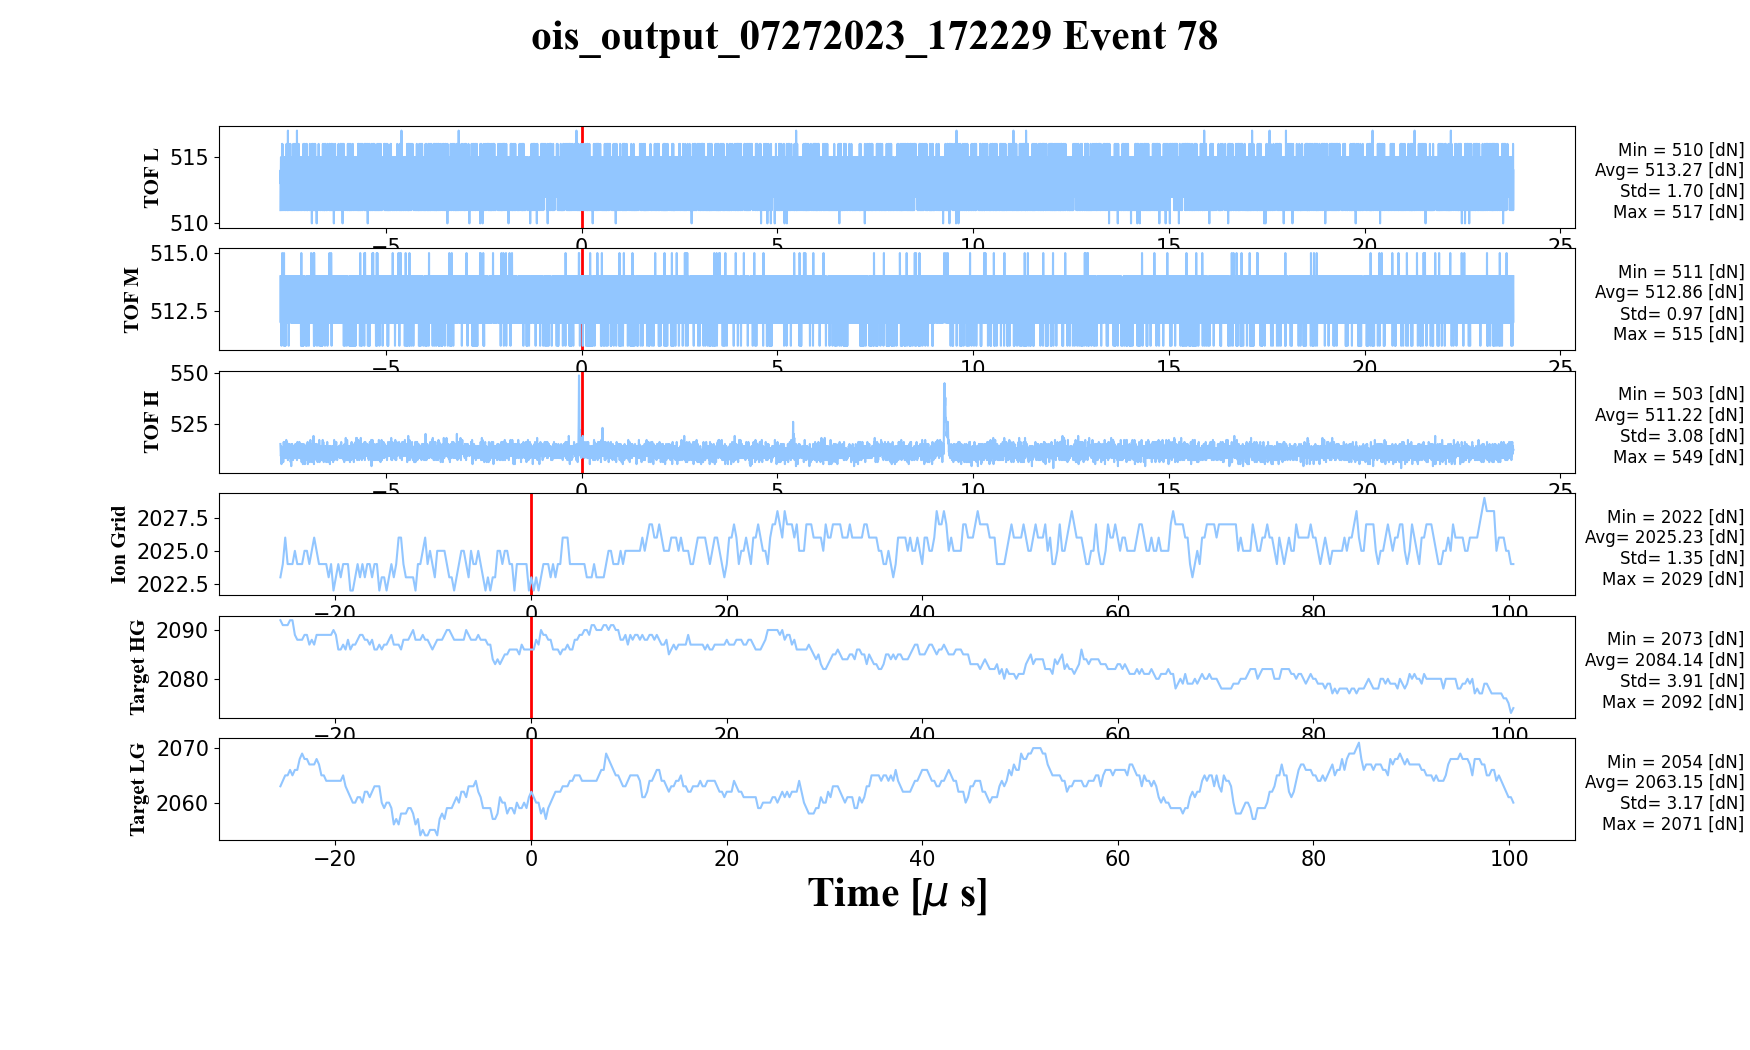 ois_output_07272023_172229 Event 78
TOF L
515
510
Min = 510 [dN]
Avg= 513.27 [dN]
Std= 1.70 [dN]
Max = 517 [dN]
−5 0 5 10 15 20 25
TOF M
515.0
512.5
Min = 511 [dN]
Avg= 512.86 [dN]
Std= 0.97 [dN]
Max = 515 [dN]
−5 0 5 10 15 20 25
TOF H
550
525
Min = 503 [dN]
Avg= 511.22 [dN]
Std= 3.08 [dN]
Max = 549 [dN]
−5 0 5 10 15 20 25
Ion Grid
2027.5
2025.0
2022.5
Min = 2022 [dN]
Avg= 2025.23 [dN]
Std= 1.35 [dN]
Max = 2029 [dN]
−20 0 20 40 60 80 100
Target HG
2090
2080
Min = 2073 [dN]
Avg= 2084.14 [dN]
Std= 3.91 [dN]
Max = 2092 [dN]
−20 0 20 40 60 80 100
Target LG
2070
2060
Min = 2054 [dN]
Avg= 2063.15 [dN]
Std= 3.17 [dN]
Max = 2071 [dN]
−20 0 20 40 60 80 100
Time [μ s]